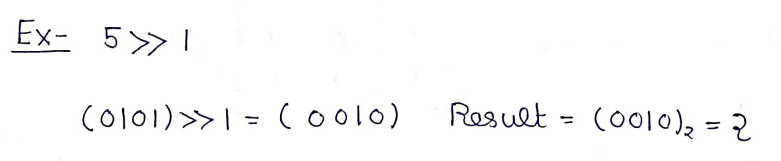 Ex- 5 >> 1
(0101) >> 1 = (0010) Result = (0010)₂ = 2